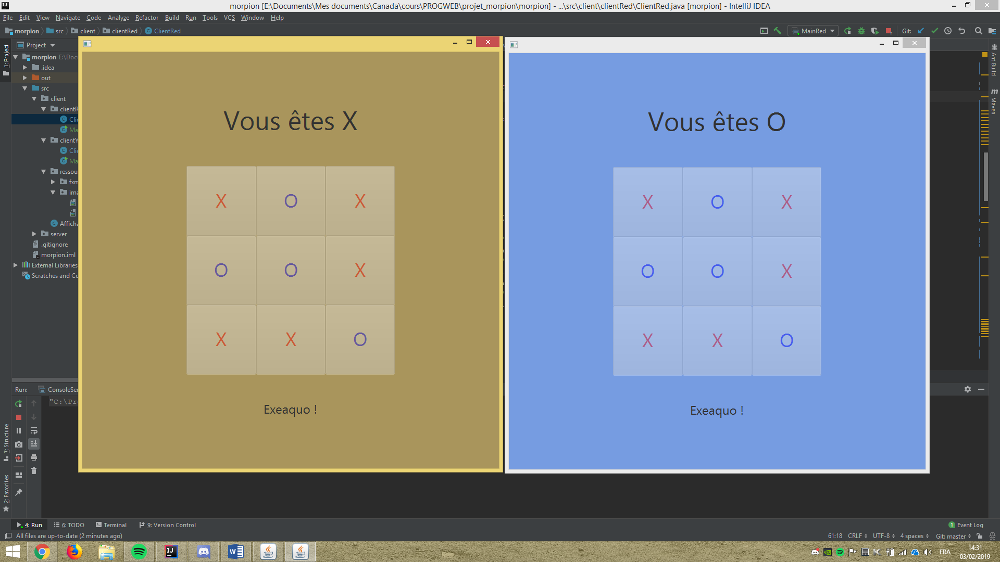 morpion [E:\Documents\Mes documents\Canada\cours\PROGWEB\projet_morpion\morpion] - ...\src\client\clientRed\ClientRed.java [morpion] - IntelliJ IDEA
File Edit View Navigate Code Analyze Refactor Build Run Tools VCS Window Help
morpion src client clientRed ClientRed
MainRed Git:
1: Project
Project
morpion E:\Docu
.idea
out
src
client
clientR
Clie
Ma
clientY
Clie
Ma
ressou
fxm
ima
Afficha
server
.gitignore
morpion.iml
External Libraries
Scratches and Co
Vous êtes X
X O X
O O X
X X O
Exeaquo !
Vous êtes O
X O X
O O X
X X O
Exeaquo !
Ant Build
m
Maven
Run: ConsoleSer
"C:\Pr
7: Structure
2: Favorites
4: Run 6: TODO Terminal 9: Version Control 1 Event Log
All files are up-to-date (2 minutes ago) 61:18 CRLF UTF-8 4 spaces Git: master
FRA 14:31
03/02/2019